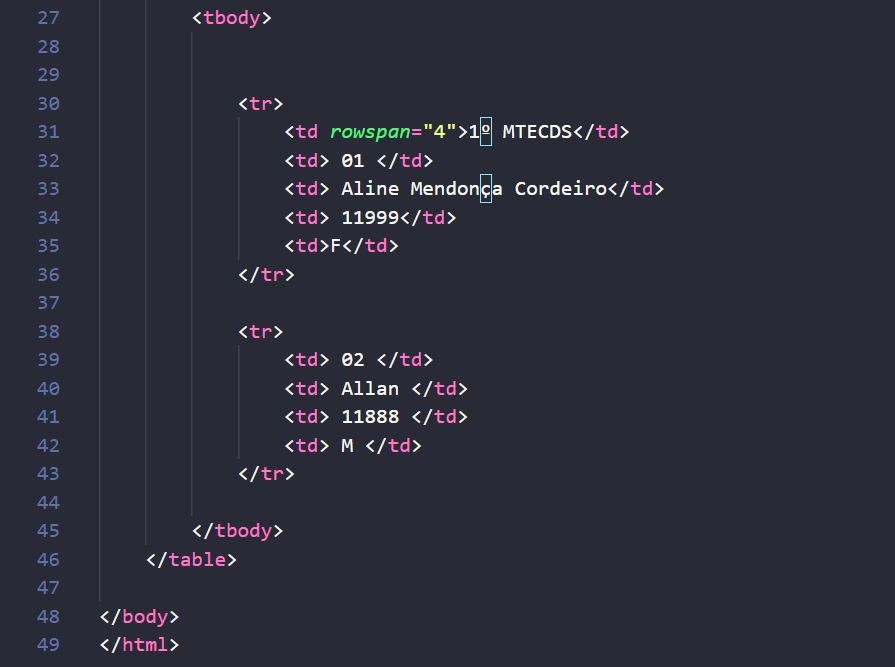 27 <tbody>
28
29
30 <tr>
31 <td rowspan="4">1º MTECDS</td>
32 <td> 01 </td>
33 <td> Aline Mendonça Cordeiro</td>
34 <td> 11999</td>
35 <td>F</td>
36 </tr>
37
38 <tr>
39 <td> 02 </td>
40 <td> Allan </td>
41 <td> 11888 </td>
42 <td> M </td>
43 </tr>
44
45 </tbody>
46 </table>
47
48 </body>
49 </html>